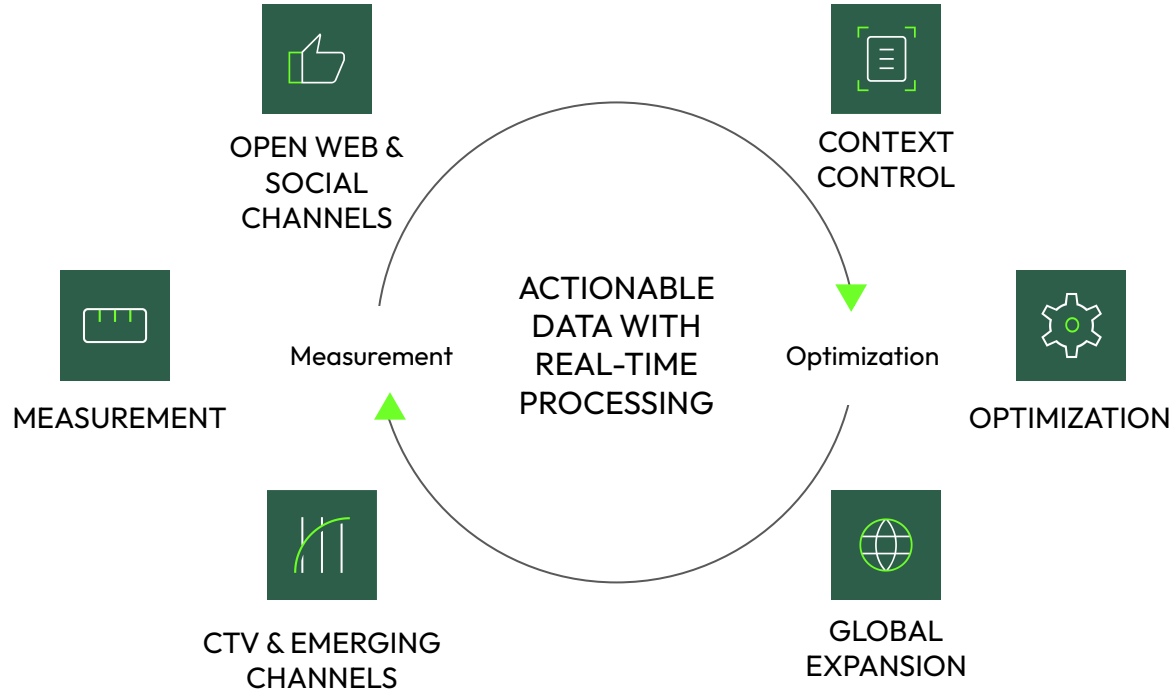 OPEN WEB &
SOCIAL
CHANNELS
CONTEXT
CONTROL
MEASUREMENT
Measurement
ACTIONABLE
DATA WITH
REAL-TIME
PROCESSING
Optimization
OPTIMIZATION
CTV & EMERGING
CHANNELS
GLOBAL
EXPANSION